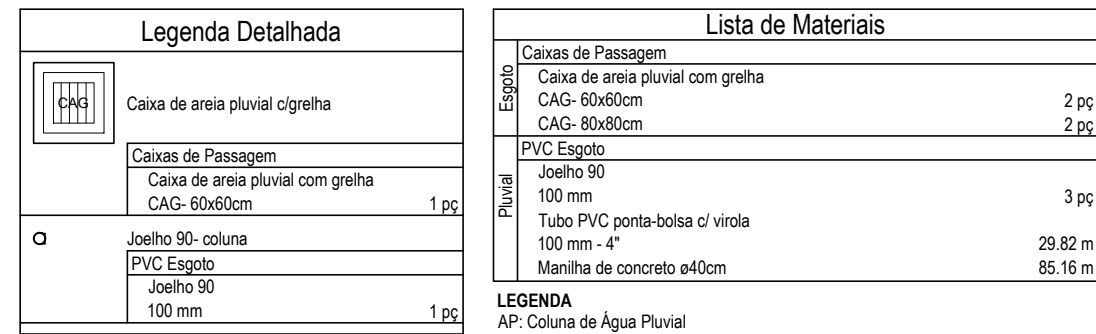 Legenda Detalhada
CAG
Caixa de areia pluvial c/grelha
Caixas de Passagem
Caixa de areia pluvial com grelha
CAG- 60x60cm 1 pç
Joelho 90- coluna
PVC Esgoto
Joelho 90
100 mm 1 pç
Lista de Materiais
Esgoto
Caixas de Passagem
Caixa de areia pluvial com grelha
CAG- 60x60cm 2 pç
CAG- 80x80cm 2 pç
Pluvial
PVC Esgoto
Joelho 90
100 mm 3 pç
Tubo PVC ponta-bolsa c/ virola
100 mm - 4" 29.82 m
Manilha de concreto ø40cm 85.16 m
LEGENDA
AP: Coluna de Água Pluvial